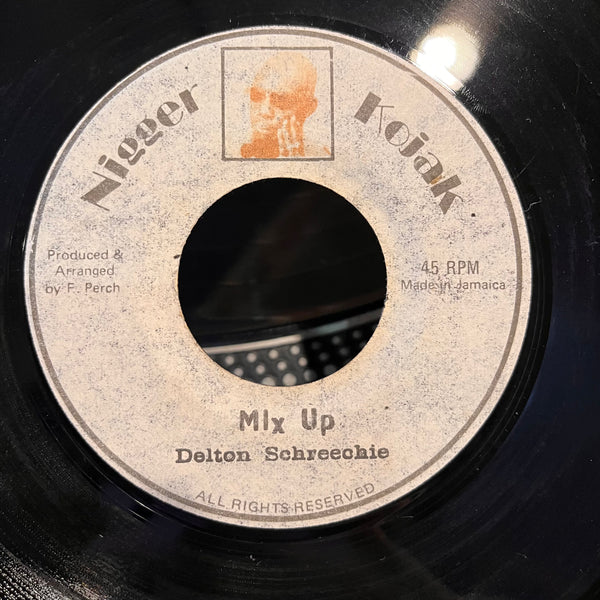 Nigger Kojak
Produced &
Arranged
by F. Perch
45 RPM
Made in Jamaica
MIx Up
Delton Schreechie
ALL RIGHTS RESERVED